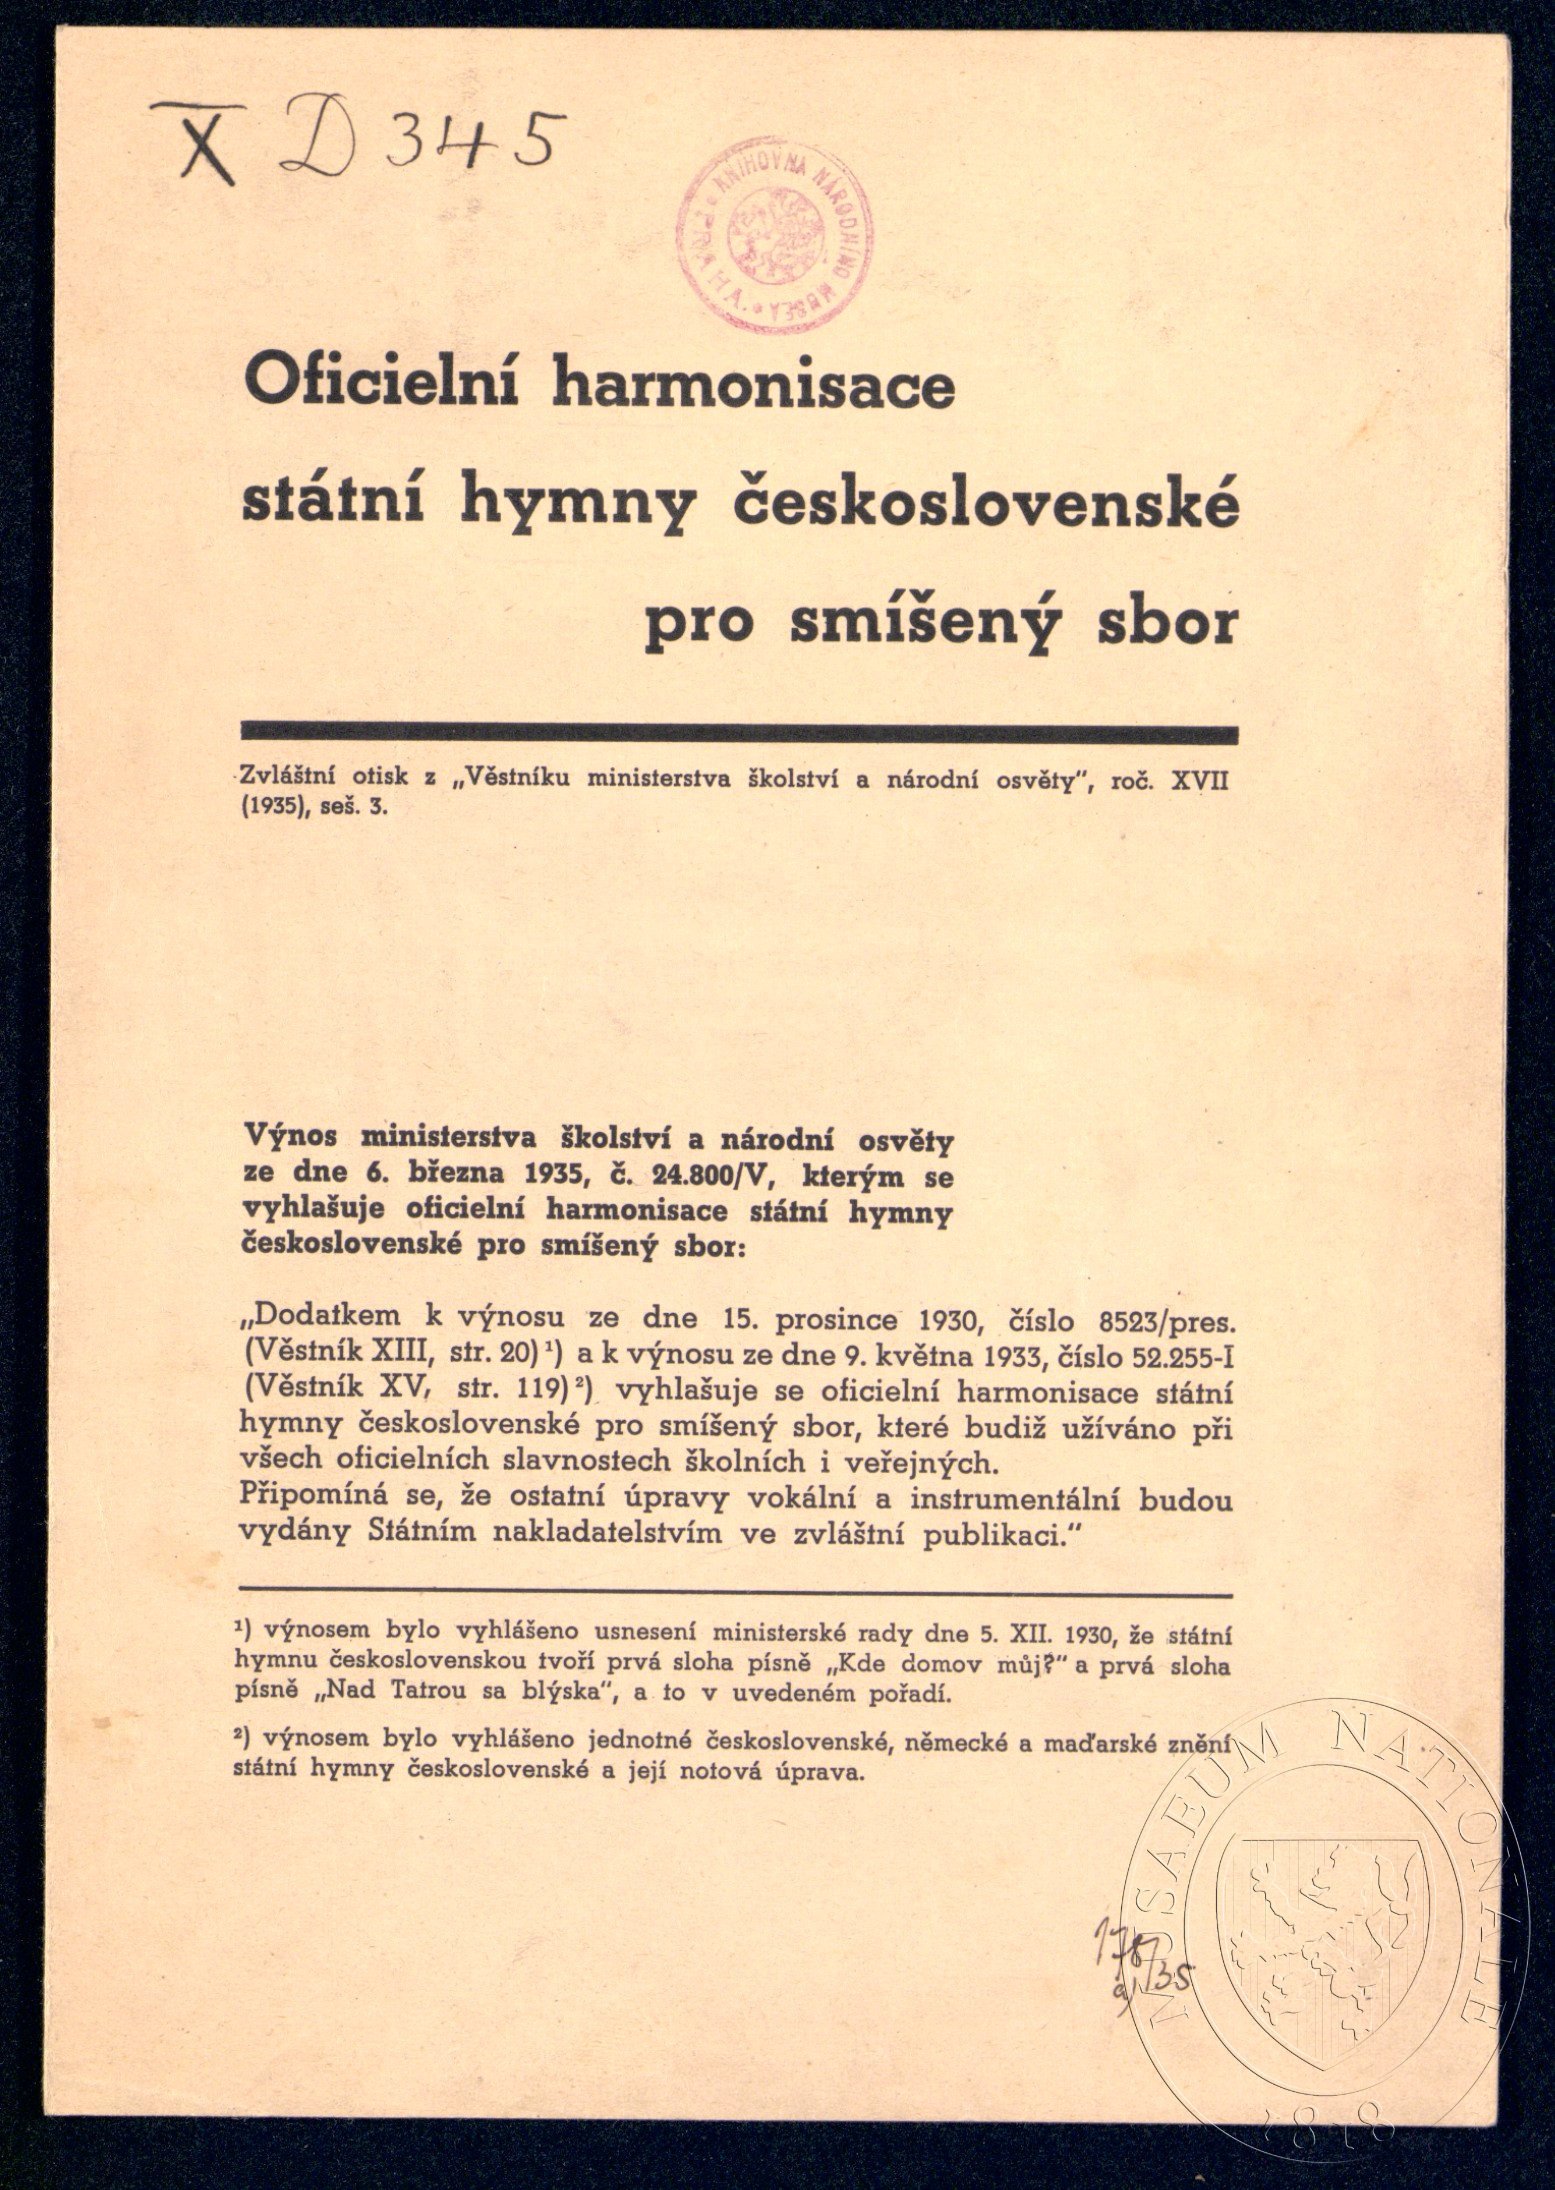 X D 345
KNIHOVNA NÁRODNÍHO MUSEA * PRAHA *
Oficielní harmonisace
státní hymny československé
pro smíšený sbor
Zvláštní otisk z „Věstníku ministerstva školství a národní osvěty“, roč. XVII
(1935), seš. 3.
Výnos ministerstva školství a národní osvěty
ze dne 6. března 1935, č. 24.800/V, kterým se
vyhlašuje oficielní harmonisace státní hymny
československé pro smíšený sbor:
„Dodatkem k výnosu ze dne 15. prosince 1930, číslo 8523/pres.
(Věstník XIII, str. 20)¹) a k výnosu ze dne 9. května 1933, číslo 52.255-I
(Věstník XV, str. 119)²) vyhlašuje se oficielní harmonisace státní
hymny československé pro smíšený sbor, které budiž užíváno při
všech oficielních slavnostech školních i veřejných.
Připomíná se, že ostatní úpravy vokální a instrumentální budou
vydány Státním nakladatelstvím ve zvláštní publikaci.“
¹) výnosem bylo vyhlášeno usnesení ministerské rady dne 5. XII. 1930, že státní
hymnu československou tvoří prvá sloha písně „Kde domov můj?“ a prvá sloha
písně „Nad Tatrou sa blýska“, a to v uvedeném pořadí.
²) výnosem bylo vyhlášeno jednotné československé, německé a maďarské znění
státní hymny československé a její notová úprava.
178/35
a)
MUSAEUM NATIONALE
1818